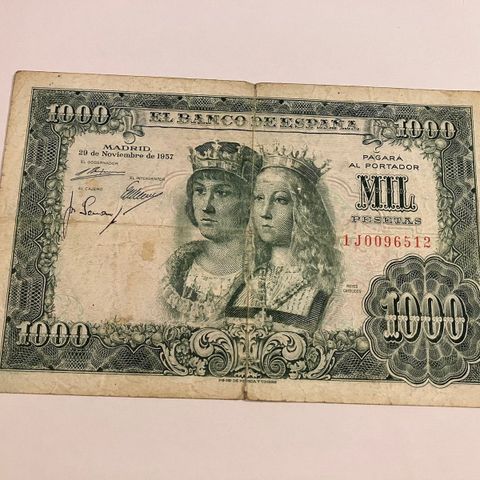 1000
EL BANCO DE ESPAÑA
1000
MADRID
29 de Noviembre de 1957
EL GOBERNADOR
EL INTERVENTOR
EL CAJERO
PAGARÁ
AL PORTADOR
MIL
PESETAS
1J0096512
REYES
CATÓLICOS
1000
1000